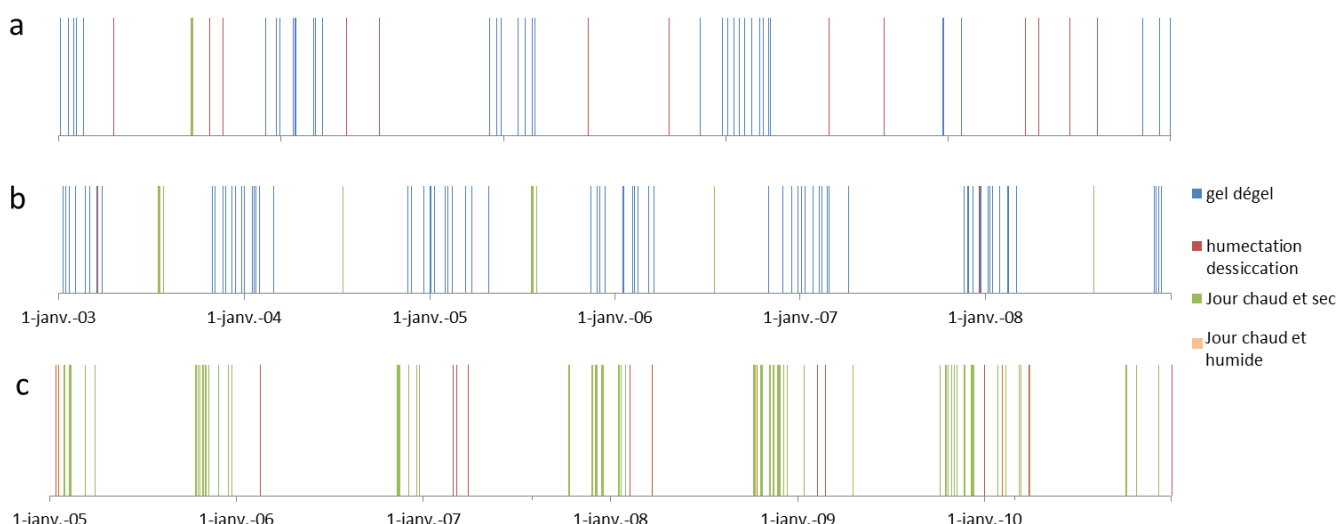 a
b
gel dégel
humectation
dessiccation
Jour chaud et sec
Jour chaud et
humide
1-janv.-03 1-janv.-04 1-janv.-05 1-janv.-06 1-janv.-07 1-janv.-08
c
1-janv.-05 1-janv.-06 1-janv.-07 1-janv.-08 1-janv.-09 1-janv.-10